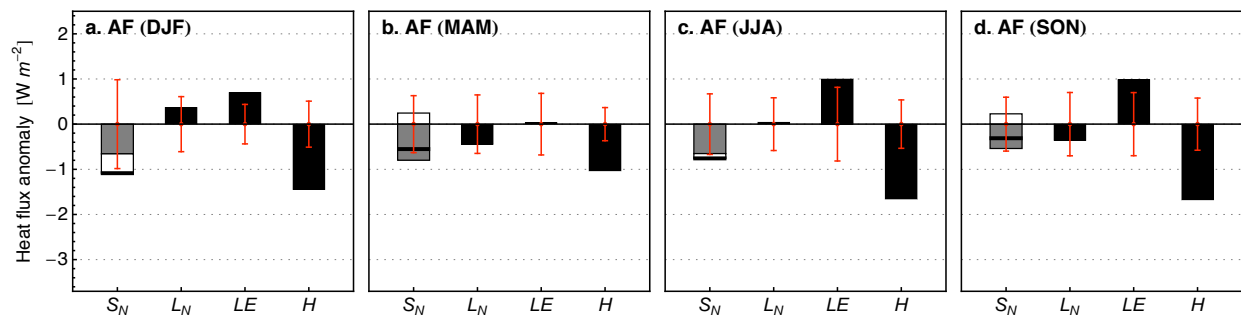 a. AF (DJF)
b. AF (MAM)
c. AF (JJA)
d. AF (SON)
Heat flux anomaly [W m⁻²]
2
1
0
−1
−2
−3
S_N L_N LE H
S_N L_N LE H
S_N L_N LE H
S_N L_N LE H